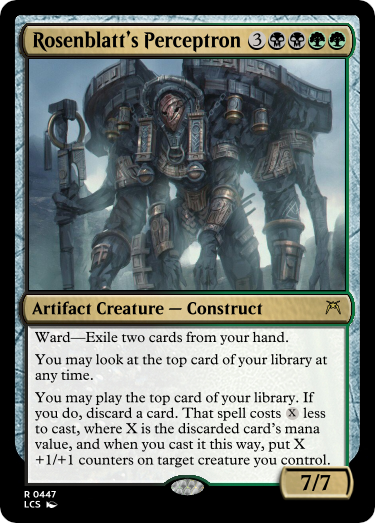 Rosenblatt's Perceptron 3
Artifact Creature — Construct
Ward—Exile two cards from your hand.
You may look at the top card of your library at
any time.
You may play the top card of your library. If
you do, discard a card. That spell costs X less
to cast, where X is the discarded card's mana
value, and when you cast it this way, put X
+1/+1 counters on target creature you control.
7/7
R 0447
LCS